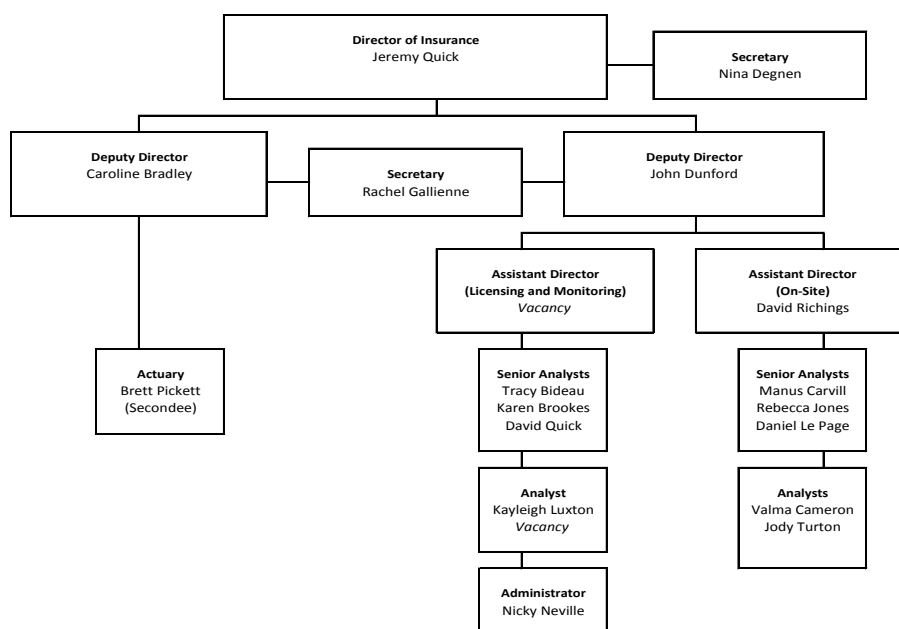 Director of Insurance
Jeremy Quick
Secretary
Nina Degnen
Deputy Director
Caroline Bradley
Secretary
Rachel Gallienne
Deputy Director
John Dunford
Assistant Director
(Licensing and Monitoring)
Vacancy
Assistant Director
(On-Site)
David Richings
Actuary
Brett Pickett
(Secondee)
Senior Analysts
Tracy Bideau
Karen Brookes
David Quick
Senior Analysts
Manus Carvill
Rebecca Jones
Daniel Le Page
Analyst
Kayleigh Luxton
Vacancy
Analysts
Valma Cameron
Jody Turton
Administrator
Nicky Neville